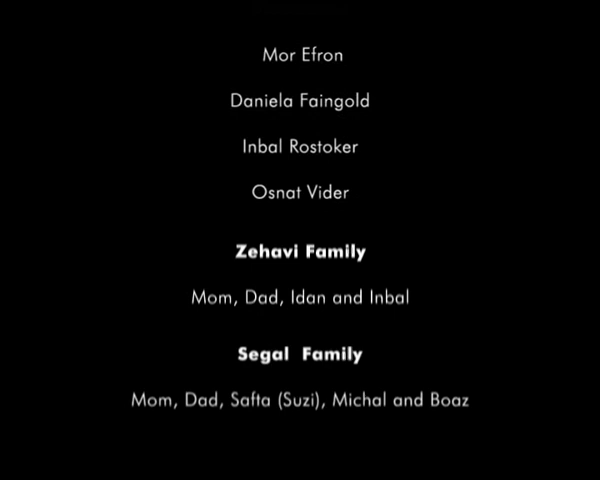 Mor Efron
Daniela Faingold
Inbal Rostoker
Osnat Vider
Zehavi Family
Mom, Dad, Idan and Inbal
Segal Family
Mom, Dad, Safta (Suzi), Michal and Boaz